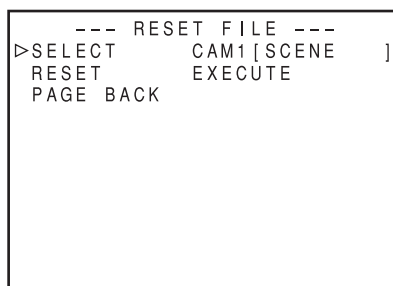 --- RESET FILE ---
▷SELECT CAM1[SCENE ]
RESET EXECUTE
PAGE BACK